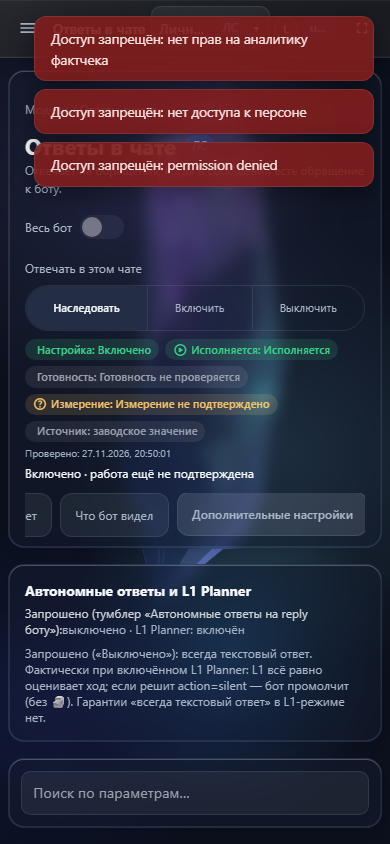 Доступ запрещён: нет прав на аналитику
фактчека
Доступ запрещён: нет доступа к персоне
Ответы в чате
Доступ запрещён: permission denied
к боту.
Весь бот
Отвечать в этом чате
Наследовать
Включить
Выключить
Настройка: Включено
Исполняется: Исполняется
Готовность: Готовность не проверяется
Измерение: Измерение не подтверждено
Источник: заводское значение
Проверено: 27.11.2026, 20:50:01
Включено · работа ещё не подтверждена
ет
Что бот видел
Дополнительные настройки
Автономные ответы и L1 Planner
Запрошено (тумблер «Автономные ответы на reply
боту»):выключено · L1 Planner: включён
Запрошено («Выключено»): всегда текстовый ответ.
Фактически при включённом L1 Planner: L1 всё равно
оценивает ход; если решит action=silent — бот промолчит
(без 🗿). Гарантии «всегда текстовый ответ» в L1-режиме
нет.
Поиск по параметрам...